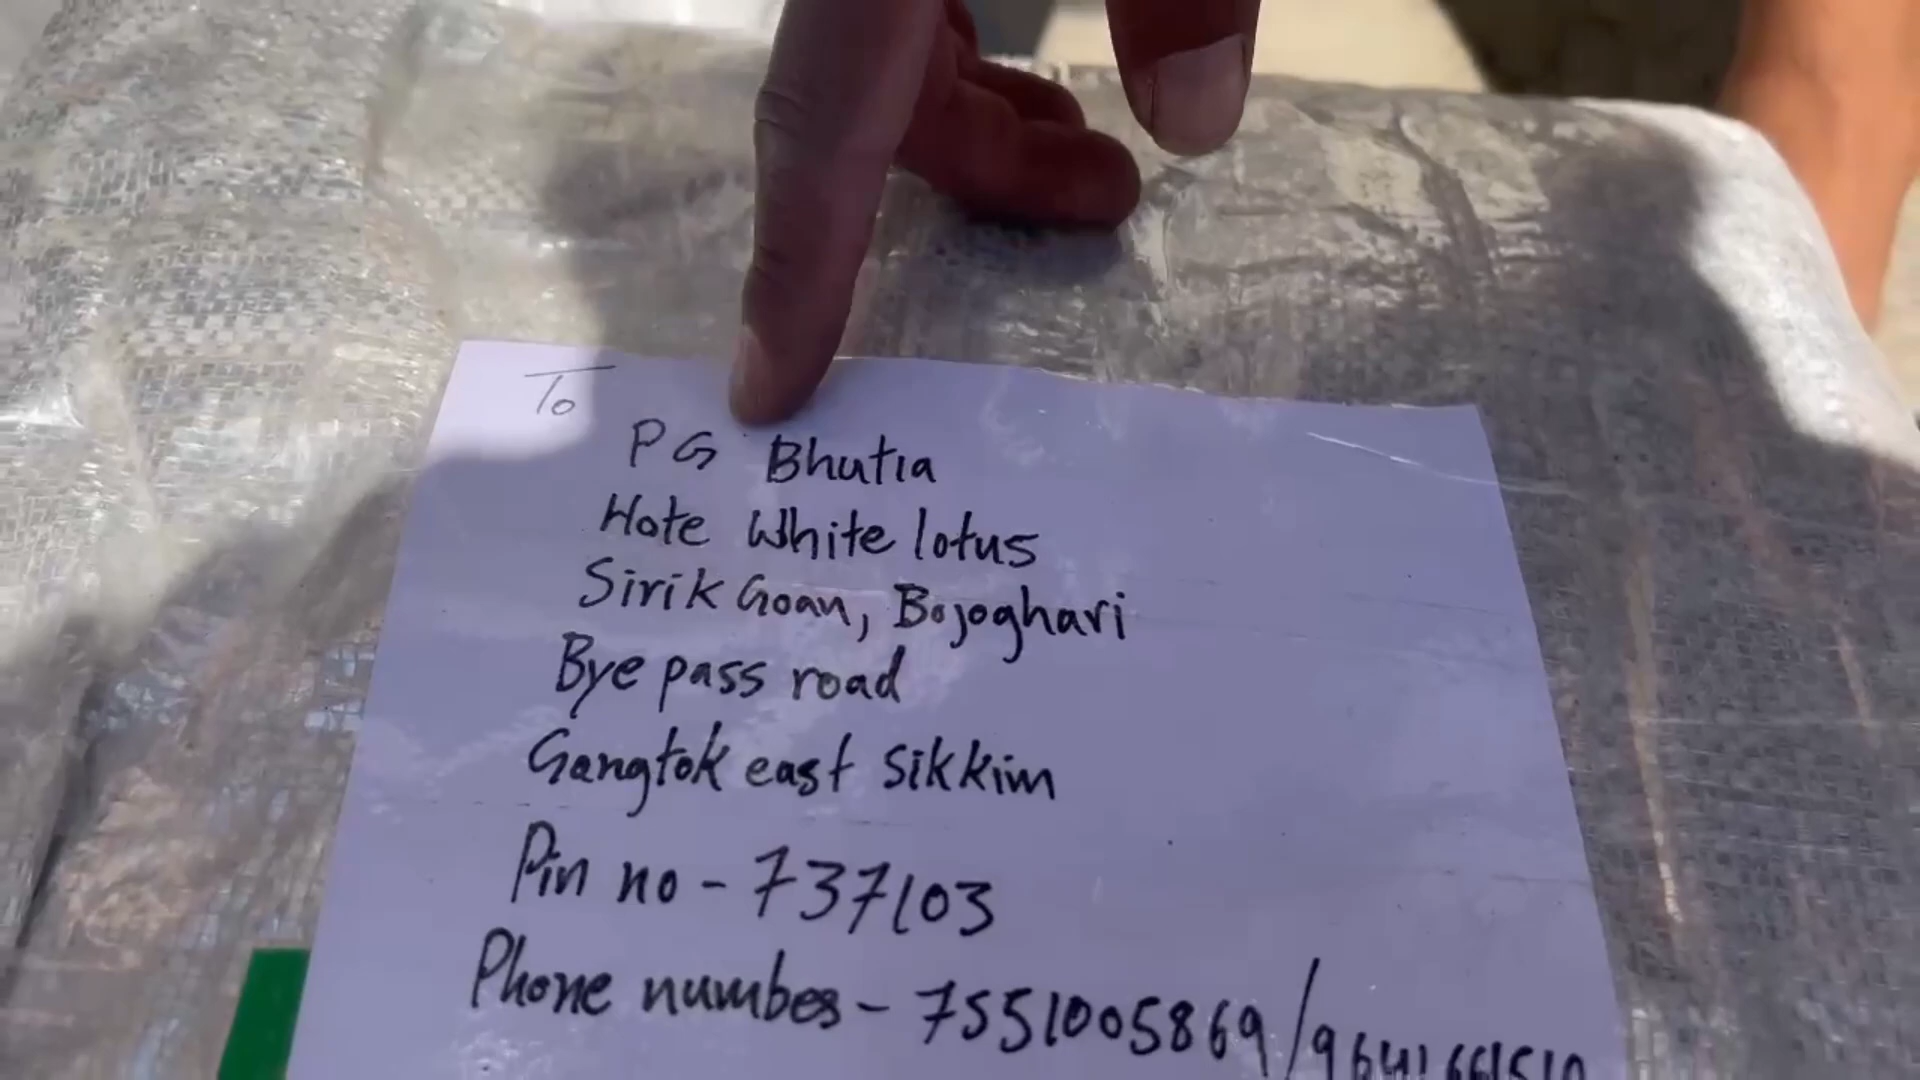 To
PG Bhutia
Hote White lotus
Sirik Goan, Bojoghari
Bye pass road
Gangtok east Sikkim
Pin no - 737103
Phone number - 7551005869/